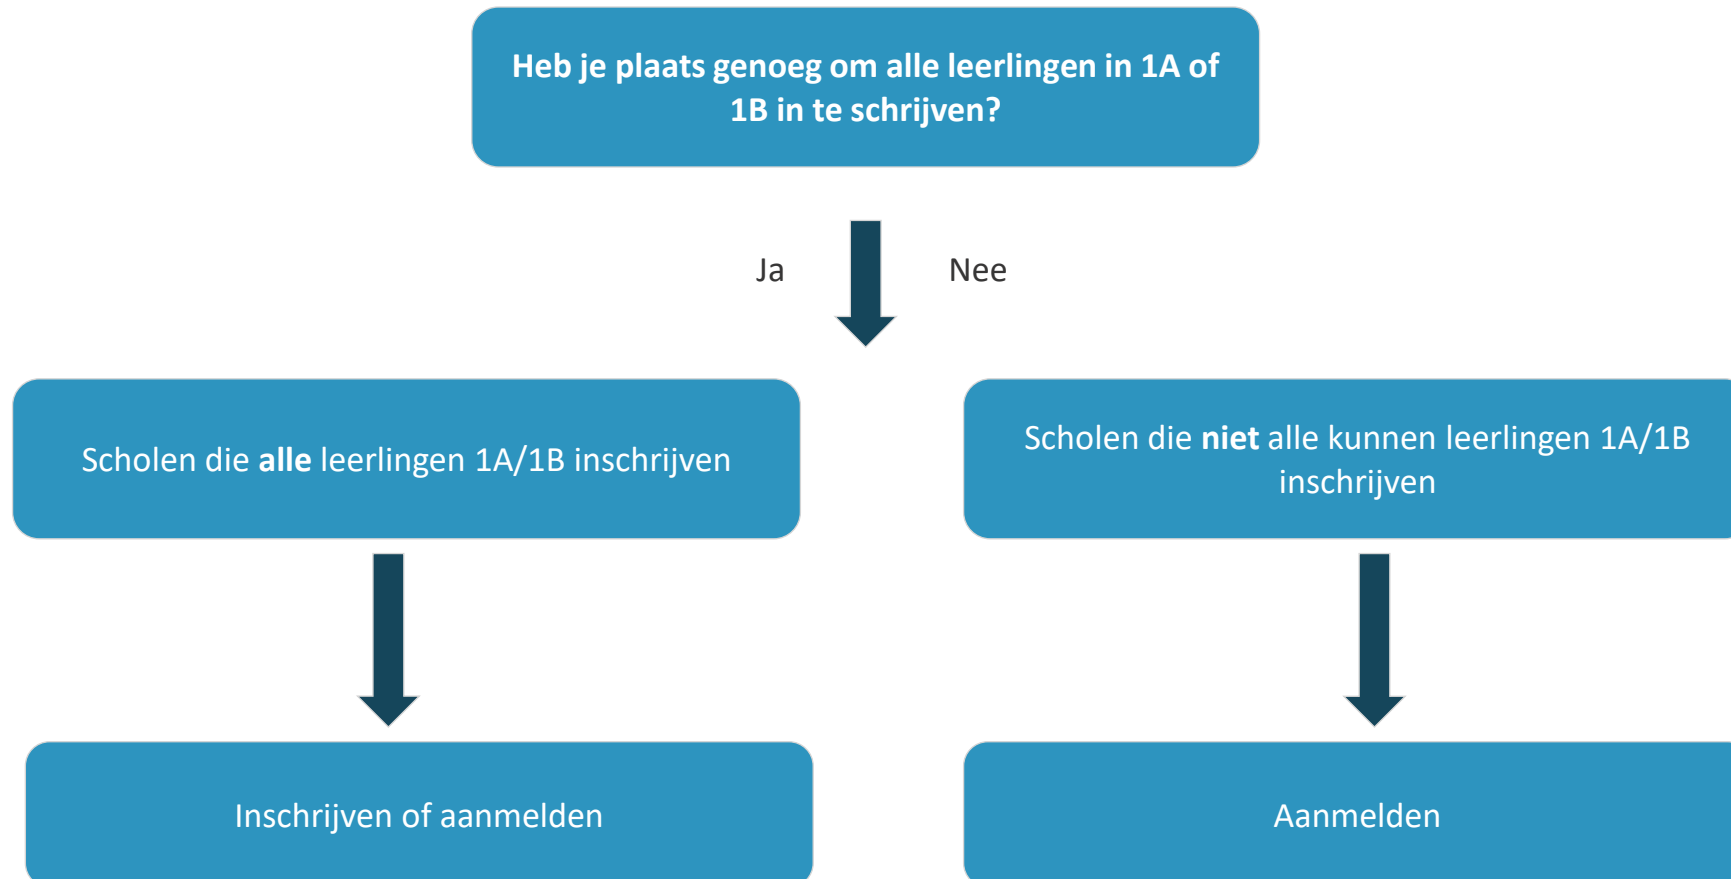 Heb je plaats genoeg om alle leerlingen in 1A of
1B in te schrijven?
Ja
Nee
Scholen die alle leerlingen 1A/1B inschrijven
Scholen die niet alle kunnen leerlingen 1A/1B
inschrijven
Inschrijven of aanmelden
Aanmelden